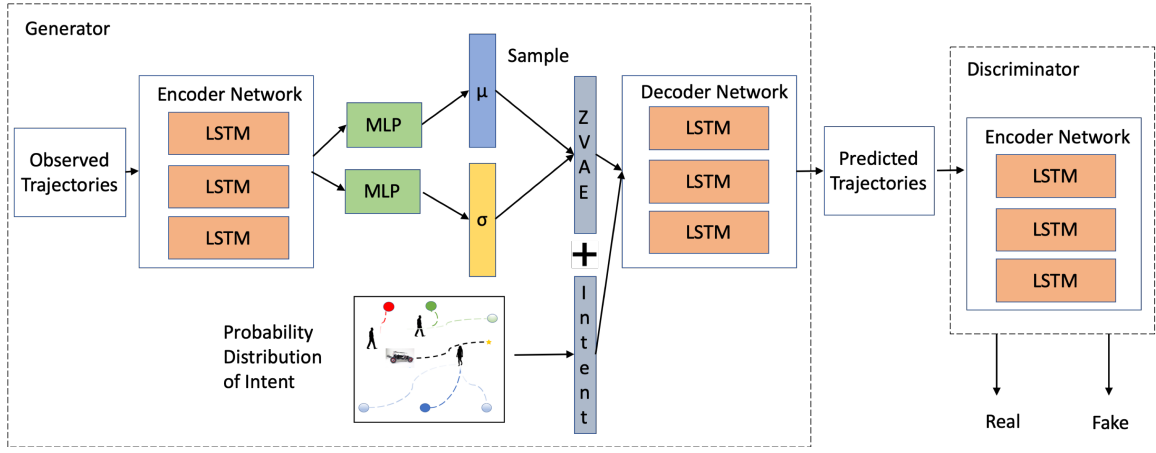 Generator
Observed
Trajectories
Encoder Network
LSTM
LSTM
LSTM
MLP
MLP
μ
σ
Sample
Z
V
A
E
+
I
n
t
e
n
t
Probability
Distribution
of Intent
Decoder Network
LSTM
LSTM
LSTM
Predicted
Trajectories
Discriminator
Encoder Network
LSTM
LSTM
LSTM
Real
Fake